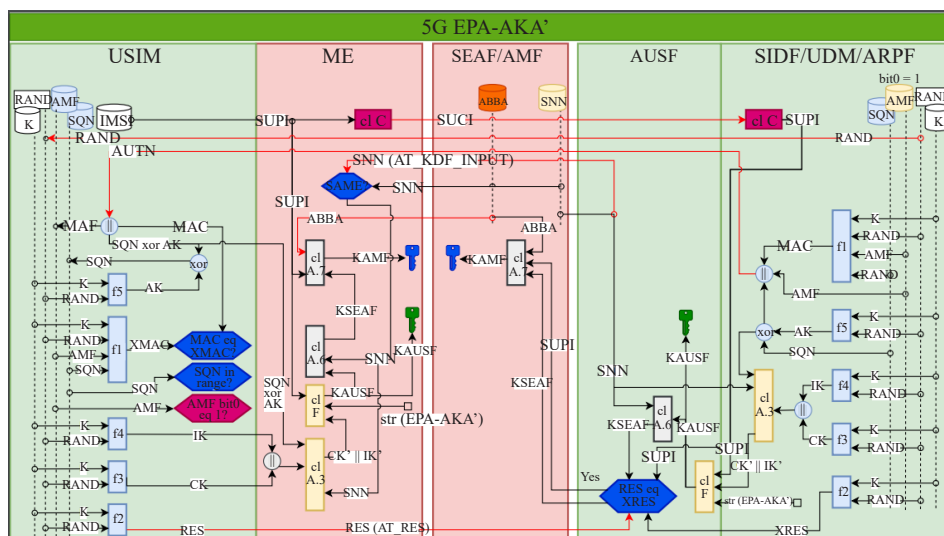 5G EPA-AKA’
USIM
ME
SEAF/AMF
AUSF
SIDF/UDM/ARPF
bit0 = 1
RAND
AMF
SQN
K
IMSI
SUPI
cl C
SUCI
ABBA
SNN
cl C
SUPI
SQN
AMF
RAND
K
RAND
RAND
AUTN
SNN (AT_KDF_INPUT)
SAME?
SNN
SUPI
MAF
||
MAC
SQN xor AK
SQN
xor
ABBA
cl
A.7
KAMF
KAMF
cl
A.7
ABBA
MAC
||
f1
K
RAND
AMF
RAND
AMF
K
RAND
f5
AK
KSEAF
SUPI
KSEAF
KAUSF
xor
AK
f5
K
RAND
SQN
K
RAND
AMF
SQN
f1
XMAC
MAC eq
XMAC?
SQN in
range?
SQN
AMF
AMF bit0
eq 1?
cl
A.6
KAUSF
KAUSF
SNN
SQN
xor
AK
cl
F
str (EPA-AKA’)
SNN
cl
A.6
KSEAF
KAUSF
cl
A.3
||
IK
f4
K
RAND
CK
f3
K
RAND
K
RAND
f4
IK
||
CK’ || IK’
cl
A.3
SNN
K
RAND
f3
CK
Yes
RES eq
XRES
SUPI
SUPI
CK’ || IK’
cl
F
str (EPA-AKA’)
f2
K
RAND
XRES
K
RAND
f2
RES
RES (AT_RES)